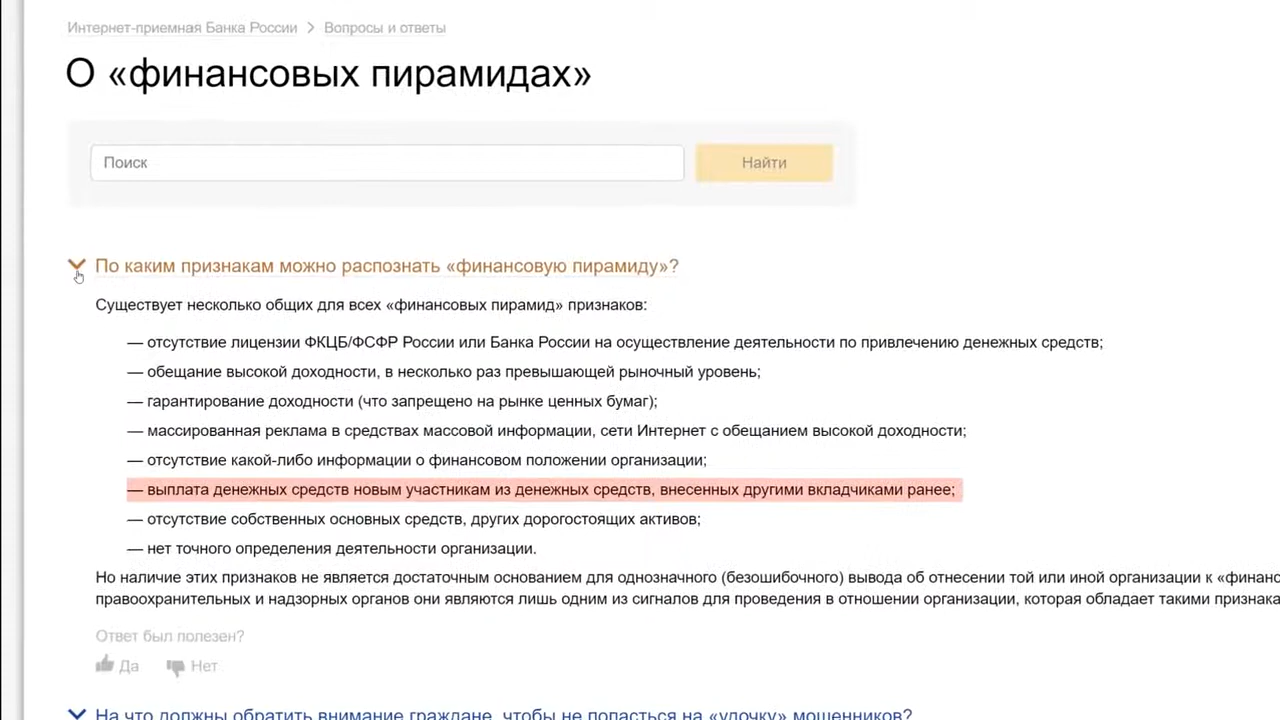 Интернет-приемная Банка России > Вопросы и ответы
О «финансовых пирамидах»
Поиск
Найти
По каким признакам можно распознать «финансовую пирамиду»?
Существует несколько общих для всех «финансовых пирамид» признаков:
— отсутствие лицензии ФКЦБ/ФСФР России или Банка России на осуществление деятельности по привлечению денежных средств;
— обещание высокой доходности, в несколько раз превышающей рыночный уровень;
— гарантирование доходности (что запрещено на рынке ценных бумаг);
— массированная реклама в средствах массовой информации, сети Интернет с обещанием высокой доходности;
— отсутствие какой-либо информации о финансовом положении организации;
— выплата денежных средств новым участникам из денежных средств, внесенных другими вкладчиками ранее;
— отсутствие собственных основных средств, других дорогостоящих активов;
— нет точного определения деятельности организации.
Но наличие этих признаков не является достаточным основанием для однозначного (безошибочного) вывода об отнесении той или иной организации к «финанс
правоохранительных и надзорных органов они являются лишь одним из сигналов для проведения в отношении организации, которая обладает такими признака
Ответ был полезен?
Да Нет
На что должны обратить внимание граждане, чтобы не попасться на «удочку» мошенников?